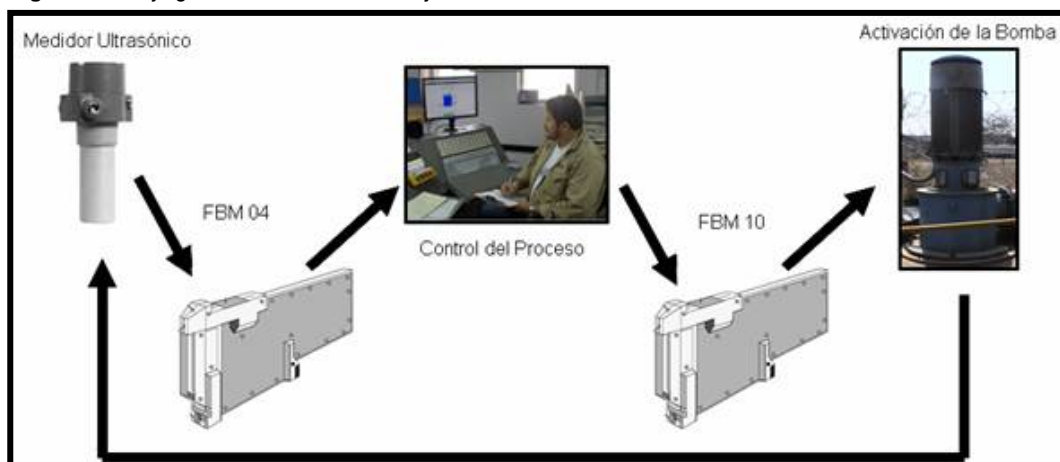 Medidor Ultrasónico
Activación de la Bomba
FBM 04
FBM 10
Control del Proceso